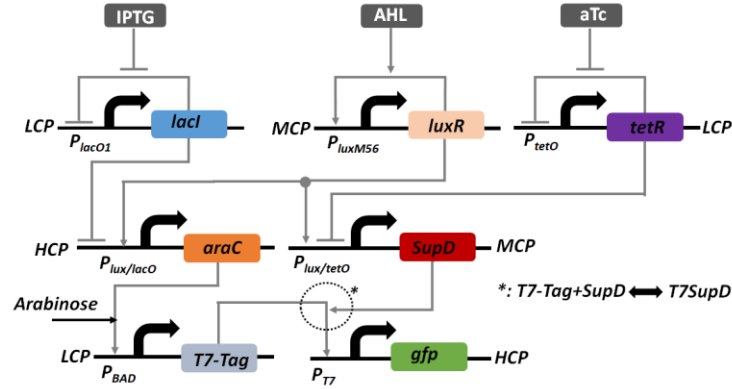 IPTG AHL aTc
LCP lacI MCP luxR tetR LCP
PlacO1 PluxM56 PtetO
HCP araC SupD MCP
Plux/lacO Plux/tetO
*
*: T7-Tag+SupD T7SupD
Arabinose
LCP T7-Tag gfp HCP
PBAD PT7